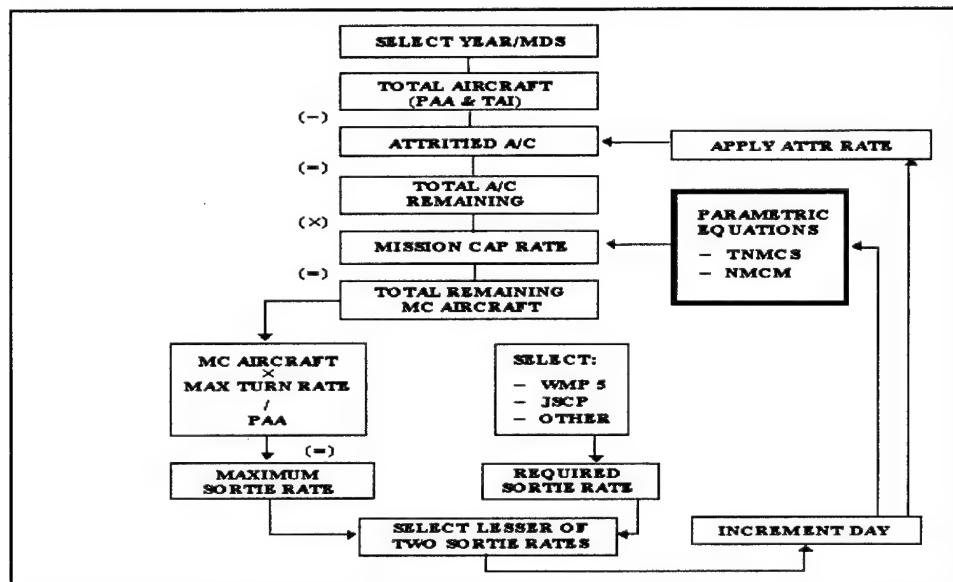 SELECT YEAR/MDS
TOTAL AIRCRAFT
(PAA & TAI)
(-)
ATTRITIED A/C
APPLY ATTR RATE
(=)
TOTAL A/C
REMAINING
(×)
MISSION CAP RATE
PARAMETRIC
EQUATIONS
- TNMCS
- NMCM
(=)
TOTAL REMAINING
MC AIRCRAFT
MC AIRCRAFT
×
MAX TURN RATE
/
PAA
SELECT:
- WMP 5
- JSCP
- OTHER
(=)
MAXIMUM
SORTIE RATE
REQUIRED
SORTIE RATE
SELECT LESSER OF
TWO SORTIE RATES
INCREMENT DAY